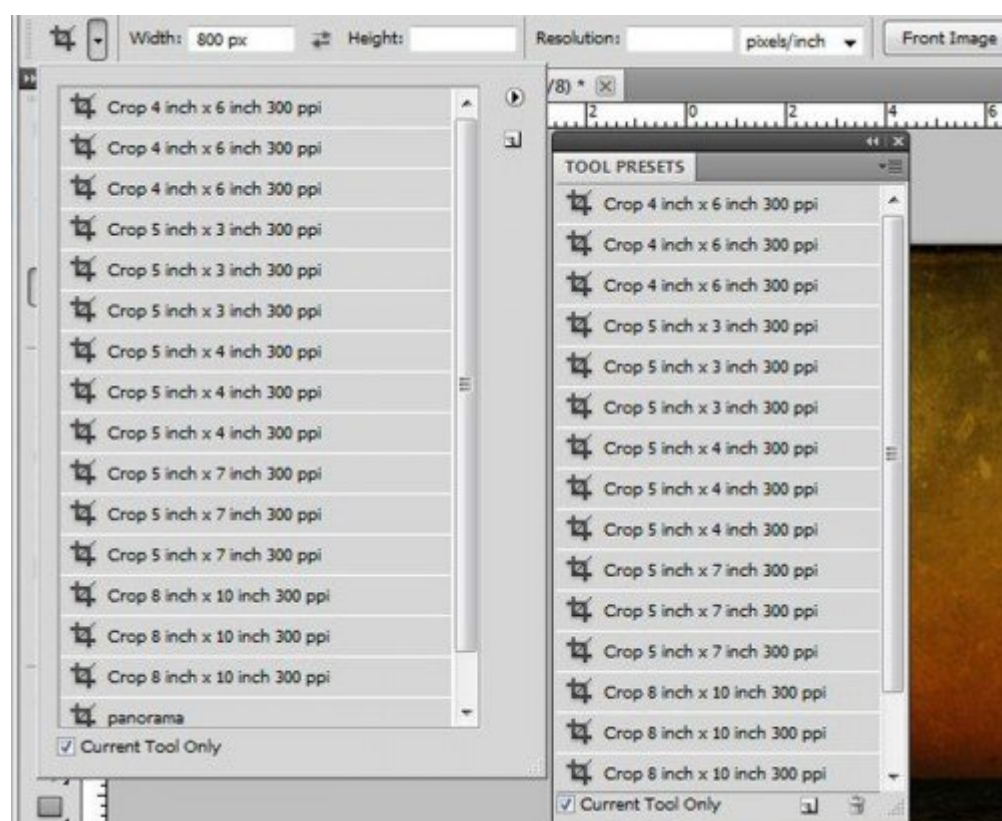 Width: 800 px Height: Resolution: pixels/inch Front Image
/8) *
2 0 2 4 6
Crop 4 inch x 6 inch 300 ppi
Crop 4 inch x 6 inch 300 ppi
Crop 4 inch x 6 inch 300 ppi
Crop 5 inch x 3 inch 300 ppi
Crop 5 inch x 3 inch 300 ppi
Crop 5 inch x 3 inch 300 ppi
Crop 5 inch x 4 inch 300 ppi
Crop 5 inch x 4 inch 300 ppi
Crop 5 inch x 4 inch 300 ppi
Crop 5 inch x 7 inch 300 ppi
Crop 5 inch x 7 inch 300 ppi
Crop 5 inch x 7 inch 300 ppi
Crop 8 inch x 10 inch 300 ppi
Crop 8 inch x 10 inch 300 ppi
Crop 8 inch x 10 inch 300 ppi
panorama
Current Tool Only
TOOL PRESETS
Crop 4 inch x 6 inch 300 ppi
Crop 4 inch x 6 inch 300 ppi
Crop 4 inch x 6 inch 300 ppi
Crop 5 inch x 3 inch 300 ppi
Crop 5 inch x 3 inch 300 ppi
Crop 5 inch x 3 inch 300 ppi
Crop 5 inch x 4 inch 300 ppi
Crop 5 inch x 4 inch 300 ppi
Crop 5 inch x 4 inch 300 ppi
Crop 5 inch x 7 inch 300 ppi
Crop 5 inch x 7 inch 300 ppi
Crop 5 inch x 7 inch 300 ppi
Crop 8 inch x 10 inch 300 ppi
Crop 8 inch x 10 inch 300 ppi
Crop 8 inch x 10 inch 300 ppi
Current Tool Only